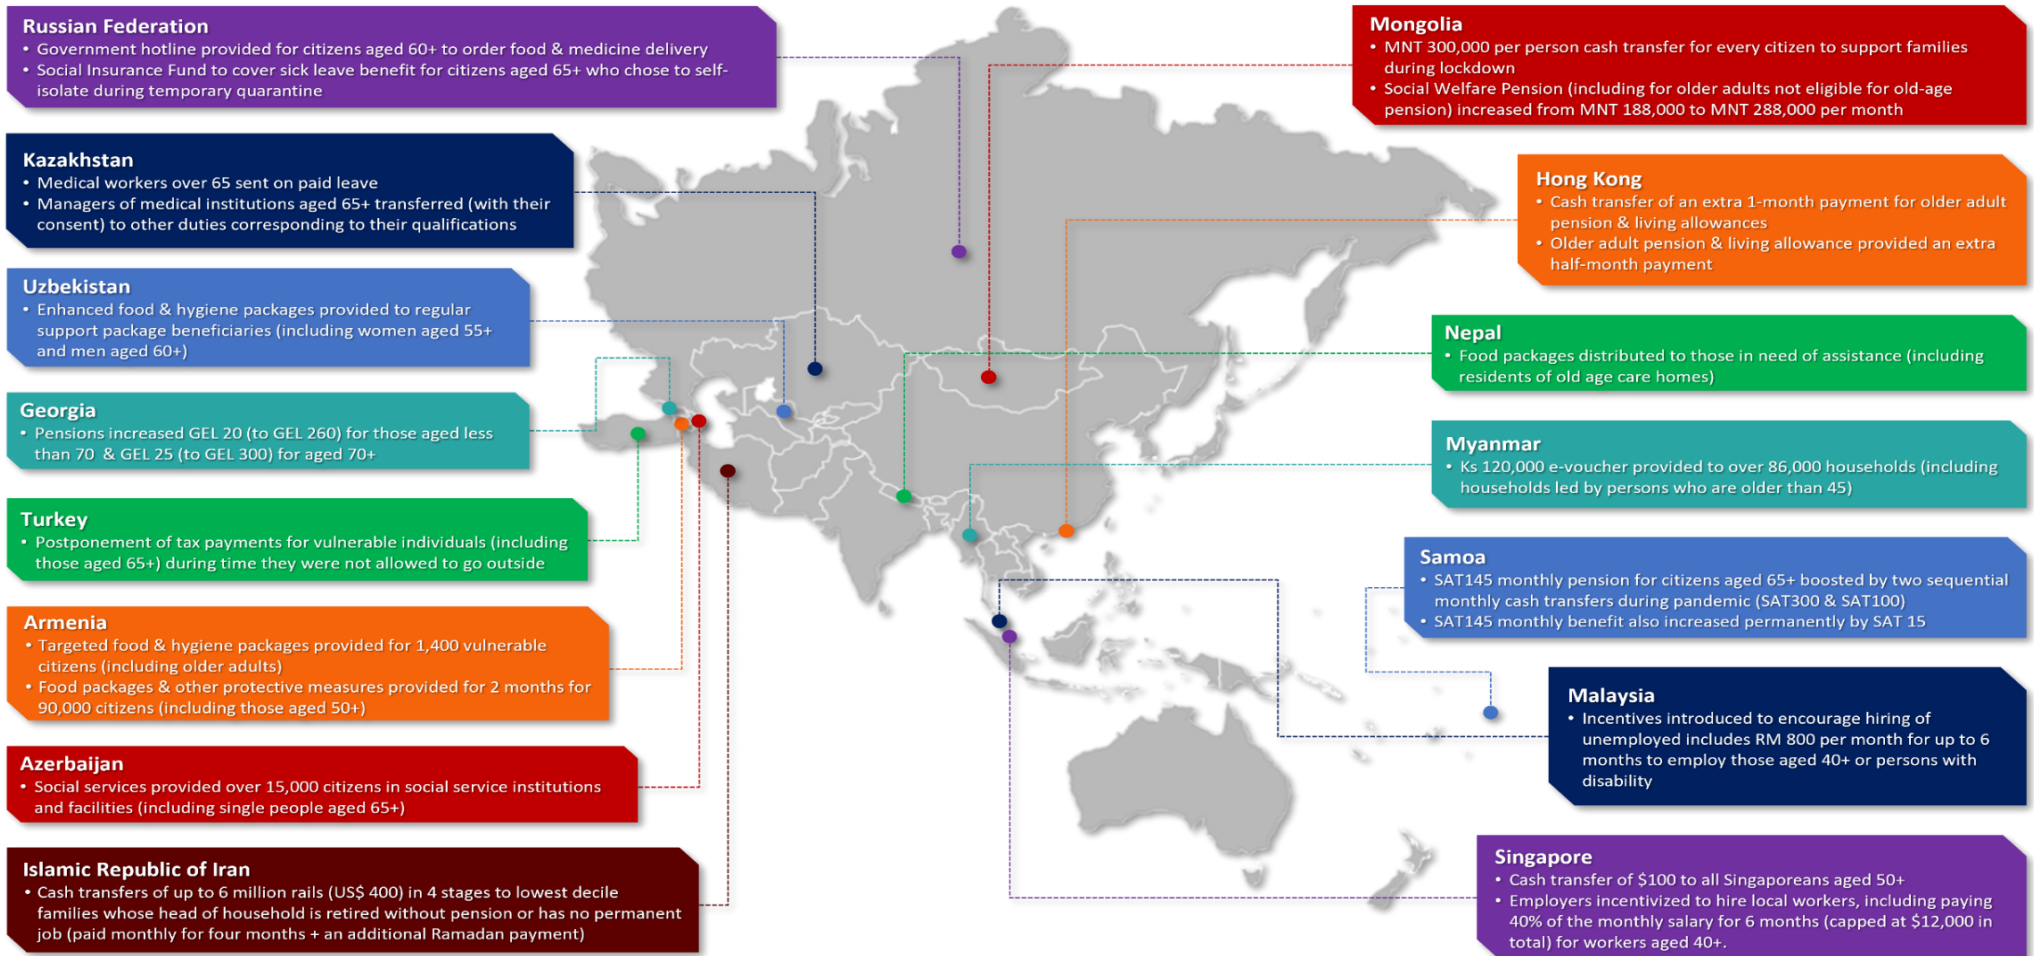 Russian Federation
• Government hotline provided for citizens aged 60+ to order food & medicine delivery
• Social Insurance Fund to cover sick leave benefit for citizens aged 65+ who chose to self-
isolate during temporary quarantine
Kazakhstan
• Medical workers over 65 sent on paid leave
• Managers of medical institutions aged 65+ transferred (with their
consent) to other duties corresponding to their qualifications
Uzbekistan
• Enhanced food & hygiene packages provided to regular
support package beneficiaries (including women aged 55+
and men aged 60+)
Georgia
• Pensions increased GEL 20 (to GEL 260) for those aged less
than 70 & GEL 25 (to GEL 300) for aged 70+
Turkey
• Postponement of tax payments for vulnerable individuals (including
those aged 65+) during time they were not allowed to go outside
Armenia
• Targeted food & hygiene packages provided for 1,400 vulnerable
citizens (including older adults)
• Food packages & other protective measures provided for 2 months for
90,000 citizens (including those aged 50+)
Azerbaijan
• Social services provided over 15,000 citizens in social service institutions
and facilities (including single people aged 65+)
Islamic Republic of Iran
• Cash transfers of up to 6 million rails (US$ 400) in 4 stages to lowest decile
families whose head of household is retired without pension or has no permanent
job (paid monthly for four months + an additional Ramadan payment)
Mongolia
• MNT 300,000 per person cash transfer for every citizen to support families
during lockdown
• Social Welfare Pension (including for older adults not eligible for old-age
pension) increased from MNT 188,000 to MNT 288,000 per month
Hong Kong
• Cash transfer of an extra 1-month payment for older adult
pension & living allowances
• Older adult pension & living allowance provided an extra
half-month payment
Nepal
• Food packages distributed to those in need of assistance (including
residents of old age care homes)
Myanmar
• Ks 120,000 e-voucher provided to over 86,000 households (including
households led by persons who are older than 45)
Samoa
• SAT145 monthly pension for citizens aged 65+ boosted by two sequential
monthly cash transfers during pandemic (SAT300 & SAT100)
• SAT145 monthly benefit also increased permanently by SAT 15
Malaysia
• Incentives introduced to encourage hiring of
unemployed includes RM 800 per month for up to 6
months to employ those aged 40+ or persons with
disability
Singapore
• Cash transfer of $100 to all Singaporeans aged 50+
• Employers incentivized to hire local workers, including paying
40% of the monthly salary for 6 months (capped at $12,000 in
total) for workers aged 40+.